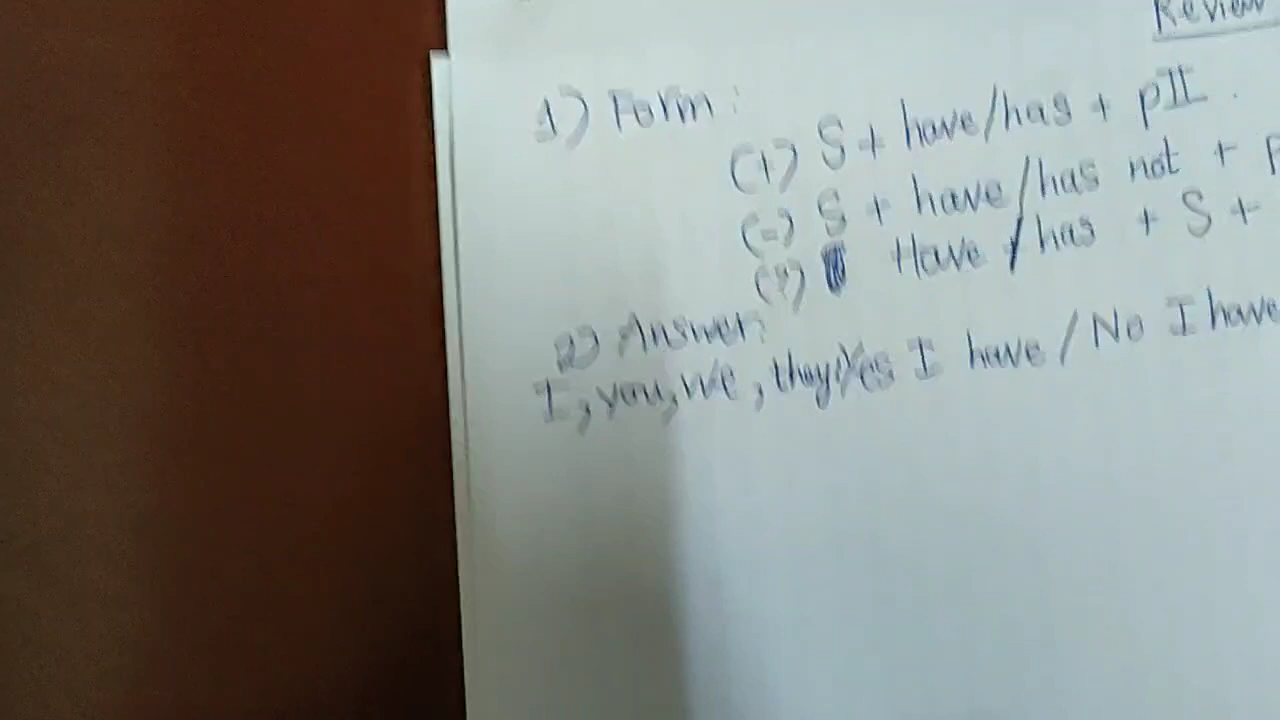 Review
1) Form:
(+) S + have/has + pII.
(-) S + have/has not +
(?) Have/has + S +
2) Answer:
I, you, we, they: Yes I have / No I have